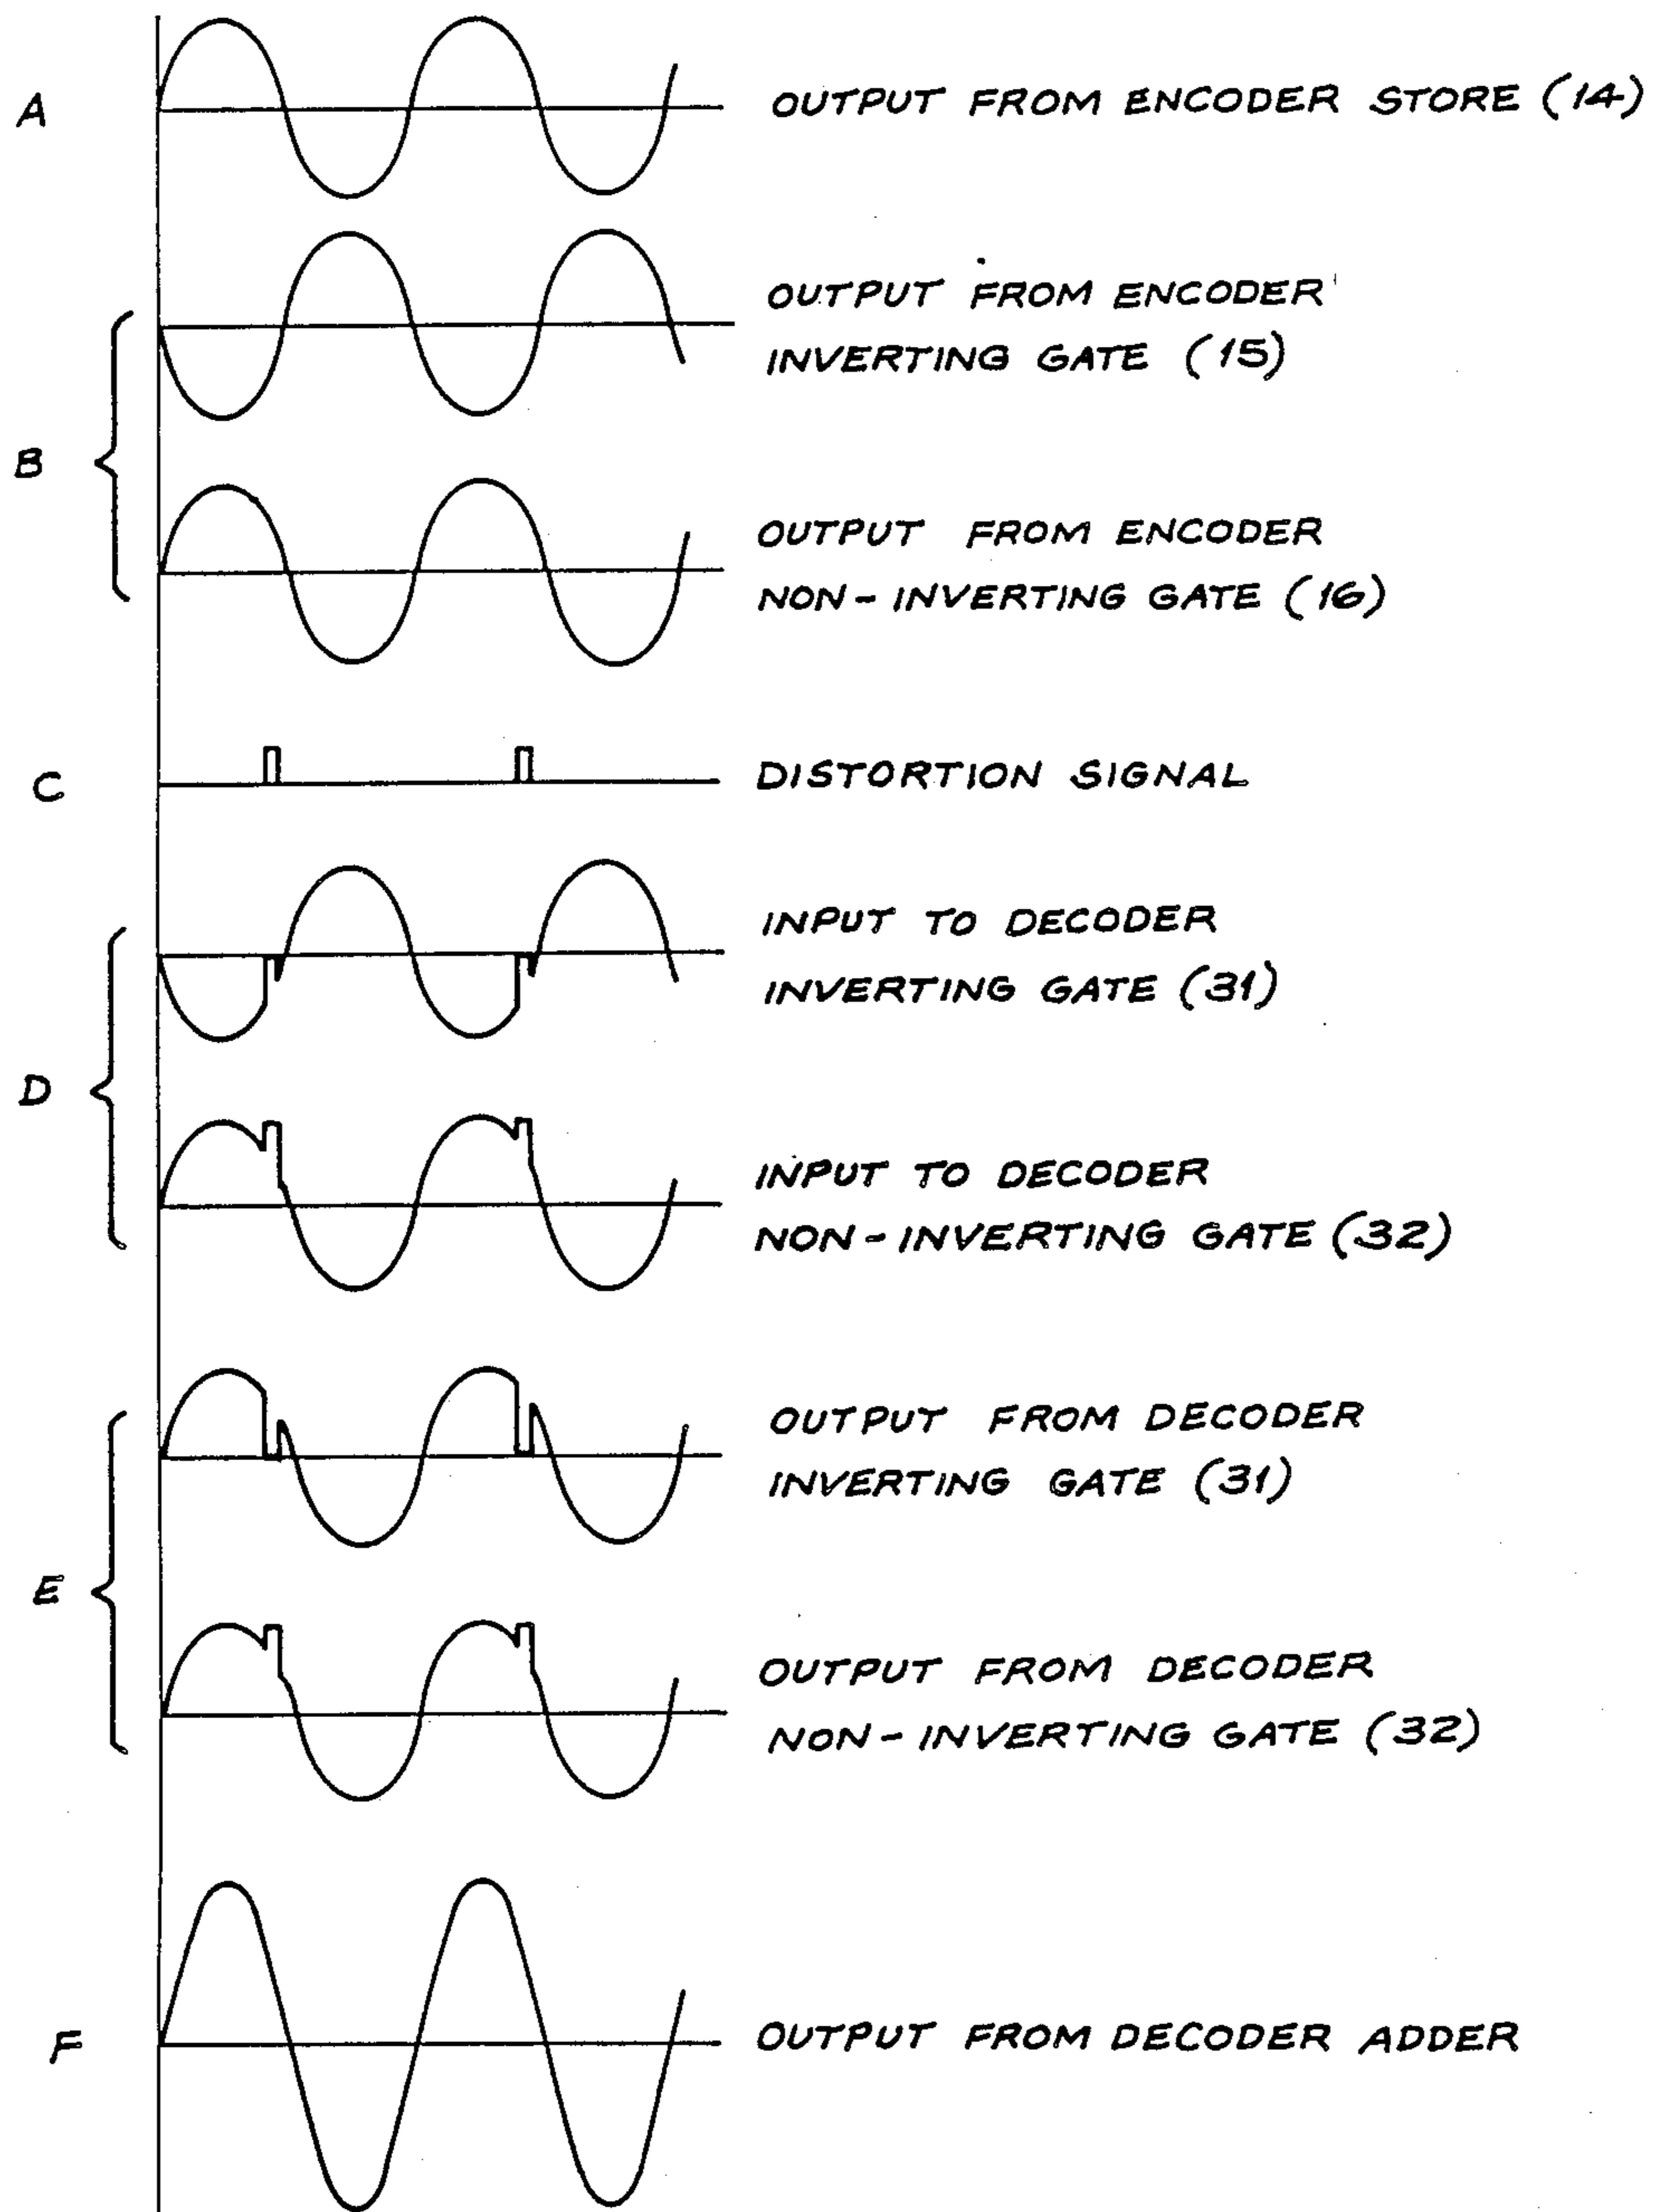 A
OUTPUT FROM ENCODER STORE (14)
OUTPUT FROM ENCODER
INVERTING GATE (15)
B
OUTPUT FROM ENCODER
NON-INVERTING GATE (16)
C
DISTORTION SIGNAL
INPUT TO DECODER
INVERTING GATE (31)
D
INPUT TO DECODER
NON-INVERTING GATE (32)
OUTPUT FROM DECODER
INVERTING GATE (31)
E
OUTPUT FROM DECODER
NON-INVERTING GATE (32)
F
OUTPUT FROM DECODER ADDER